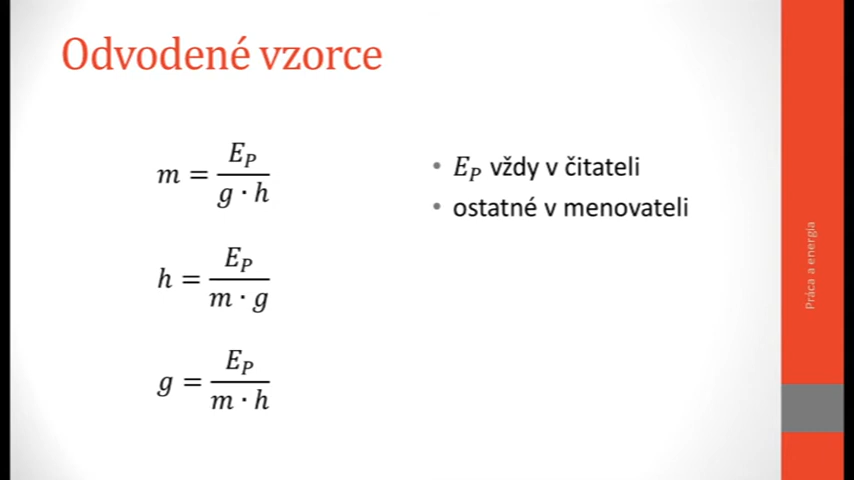 Odvodené vzorce
m = E_P / (g · h)
h = E_P / (m · g)
g = E_P / (m · h)
• E_P vždy v čitateli
• ostatné v menovateli
Práca a energia